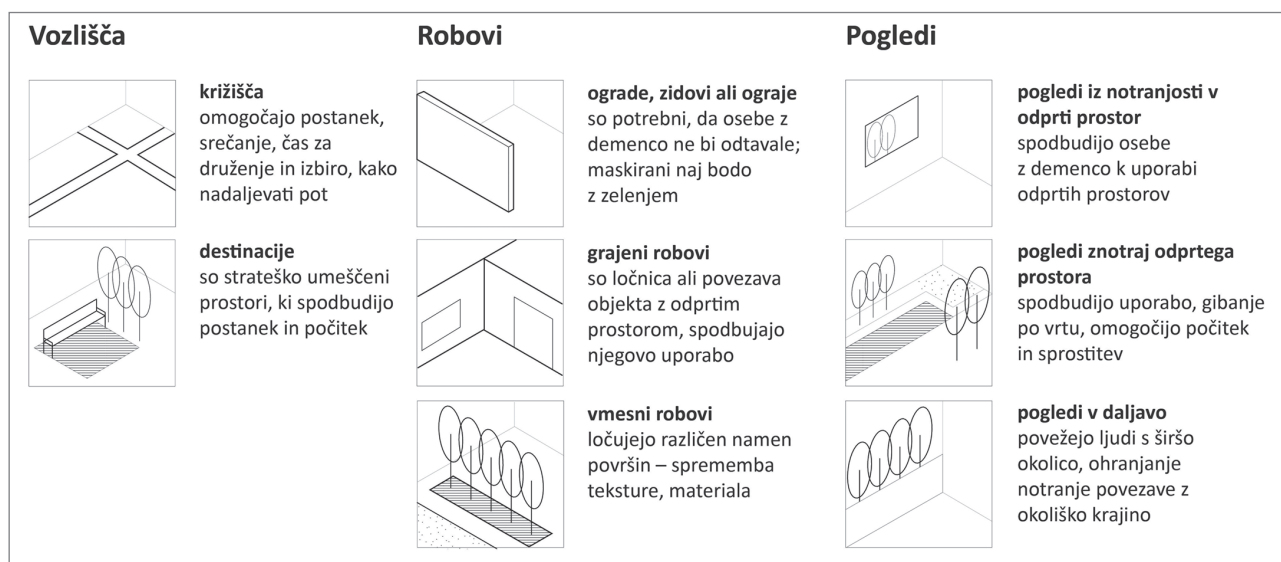 Vozlišča
križišča
omogočajo postanek,
srečanje, čas za
druženje in izbiro, kako
nadaljevati pot
destinacije
so strateško umeščeni
prostori, ki spodbudijo
postanek in počitek
Robovi
ograde, zidovi ali ograje
so potrebni, da osebe z
demenco ne bi odtavale;
maskirani naj bodo
z zelenjem
grajeni robovi
so ločnica ali povezava
objekta z odprtim
prostorom, spodbujajo
njegovo uporabo
vmesni robovi
ločujejo različen namen
površin – sprememba
teksture, materiala
Pogledi
pogledi iz notranjosti v
odprti prostor
spodbudijo osebe
z demenco k uporabi
odprtih prostorov
pogledi znotraj odprtega
prostora
spodbudijo uporabo, gibanje
po vrtu, omogočijo počitek
in sprostitev
pogledi v daljavo
povežejo ljudi s širšo
okolico, ohranjanje
notranje povezave z
okoliško krajino